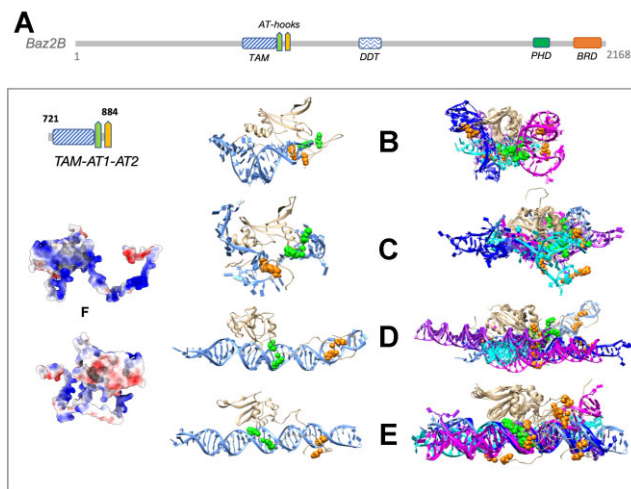 A
AT-hooks
Baz2B
1
TAM
DDT
PHD
BRD
2168
721
884
TAM-AT1-AT2
B
C
F
D
E